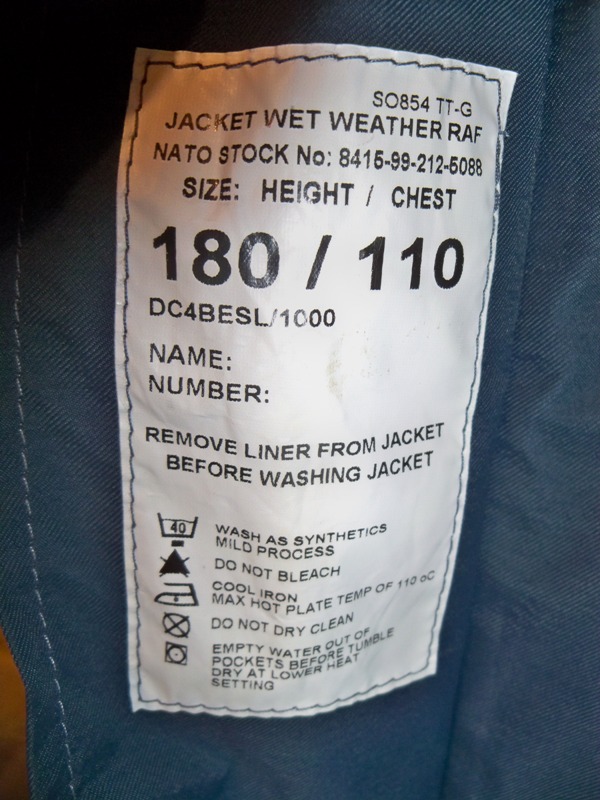 SO854 TT-G
JACKET WET WEATHER RAF
NATO STOCK No: 8415-99-212-5088
SIZE: HEIGHT / CHEST
180 / 110
DC4BESL/1000
NAME:
NUMBER:
REMOVE LINER FROM JACKET
BEFORE WASHING JACKET
40
WASH AS SYNTHETICS
MILD PROCESS
DO NOT BLEACH
COOL IRON
MAX HOT PLATE TEMP OF 110 oC
DO NOT DRY CLEAN
EMPTY WATER OUT OF
POCKETS BEFORE TUMBLE
DRY AT LOWER HEAT
SETTING